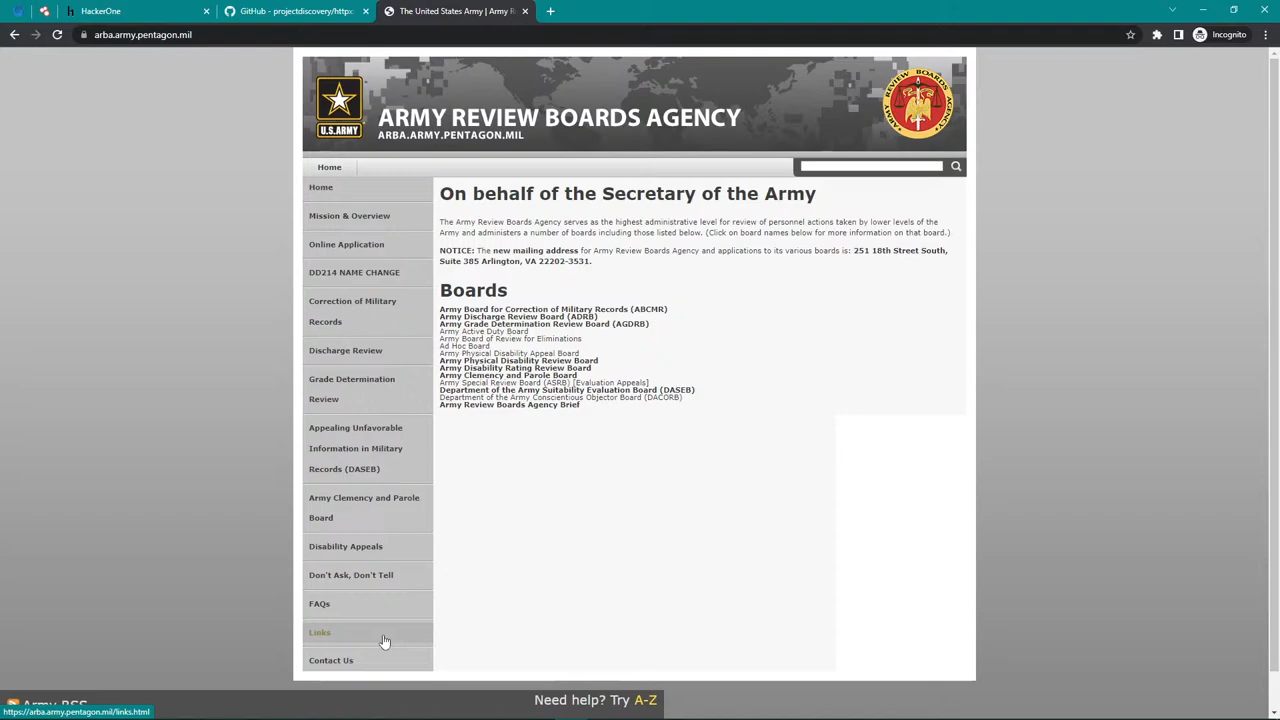 HackerOne
GitHub - projectdiscovery/httpx
The United States Army | Army R
arba.army.pentagon.mil
Incognito
U.S.ARMY
ARMY REVIEW BOARDS AGENCY
ARBA.ARMY.PENTAGON.MIL
REVIEW BOARDS AGENCY
Home
Home
Mission & Overview
Online Application
DD214 NAME CHANGE
Correction of Military
Records
Discharge Review
Grade Determination
Review
Appealing Unfavorable
Information in Military
Records (DASEB)
Army Clemency and Parole
Board
Disability Appeals
Don't Ask, Don't Tell
FAQs
Links
Contact Us
On behalf of the Secretary of the Army
The Army Review Boards Agency serves as the highest administrative level for review of personnel actions taken by lower levels of the
Army and administers a number of boards including those listed below. (Click on board names below for more information on that board.)
NOTICE: The new mailing address for Army Review Boards Agency and applications to its various boards is: 251 18th Street South,
Suite 385 Arlington, VA 22202-3531.
Boards
Army Board for Correction of Military Records (ABCMR)
Army Discharge Review Board (ADRB)
Army Grade Determination Review Board (AGDRB)
Army Active Duty Board
Army Board of Review for Eliminations
Ad Hoc Board
Army Physical Disability Appeal Board
Army Physical Disability Review Board
Army Disability Rating Review Board
Army Clemency and Parole Board
Army Special Review Board (ASRB) [Evaluation Appeals]
Department of the Army Suitability Evaluation Board (DASEB)
Department of the Army Conscientious Objector Board (DACORB)
Army Review Boards Agency Brief
Army RSS
Need help? Try A-Z
https://arba.army.pentagon.mil/links.html